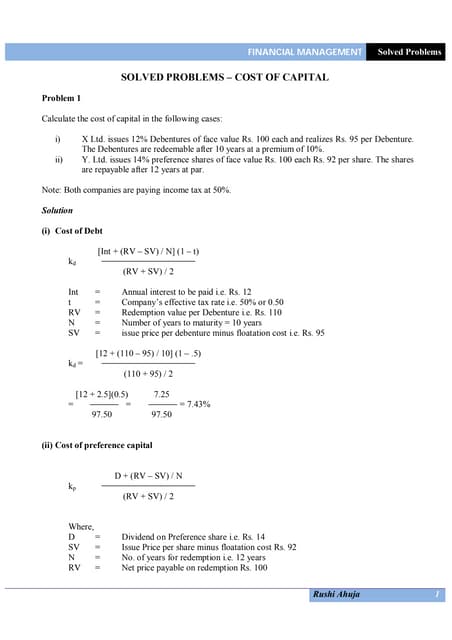 FINANCIAL MANAGEMENT Solved Problems
SOLVED PROBLEMS – COST OF CAPITAL
Problem 1
Calculate the cost of capital in the following cases:
i) X Ltd. issues 12% Debentures of face value Rs. 100 each and realizes Rs. 95 per Debenture.
The Debentures are redeemable after 10 years at a premium of 10%.
ii) Y. Ltd. issues 14% preference shares of face value Rs. 100 each Rs. 92 per share. The shares
are repayable after 12 years at par.
Note: Both companies are paying income tax at 50%.
Solution
(i) Cost of Debt
[Int + (RV – SV) / N] (1 – t)
kd
(RV + SV) / 2
Int = Annual interest to be paid i.e. Rs. 12
t = Company's effective tax rate i.e. 50% or 0.50
RV = Redemption value per Debenture i.e. Rs. 110
N = Number of years to maturity = 10 years
SV = issue price per debenture minus floatation cost i.e. Rs. 95
[12 + (110 – 95) / 10] (1 – .5)
kd =
(110 + 95) / 2
[12 + 2.5](0.5) 7.25
= = = 7.43%
97.50 97.50
(ii) Cost of preference capital
D + (RV – SV) / N
kp
(RV + SV) / 2
Where,
D = Dividend on Preference share i.e. Rs. 14
SV = Issue Price per share minus floatation cost Rs. 92
N = No. of years for redemption i.e. 12 years
RV = Net price payable on redemption Rs. 100
Rushi Ahuja 1